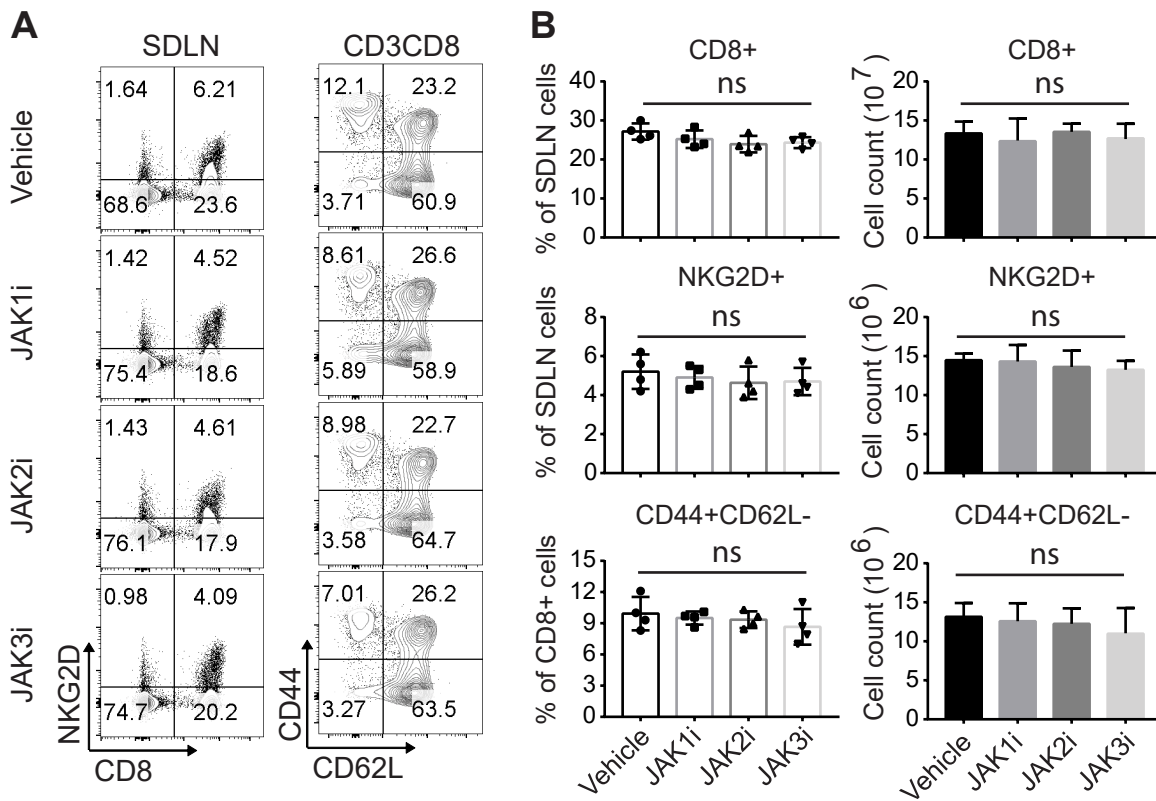 A
SDLN CD3CD8
Vehicle
1.64 6.21 12.1 23.2
68.6 23.6 3.71 60.9
JAK1i
1.42 4.52 8.61 26.6
75.4 18.6 5.89 58.9
JAK2i
1.43 4.61 8.98 22.7
76.1 17.9 3.58 64.7
JAK3i
0.98 4.09 7.01 26.2
74.7 20.2 3.27 63.5
NKG2D
CD8
CD44
CD62L
B
CD8+
ns
% of SDLN cells
40
30
20
10
0
CD8+
ns
Cell count (10^7)
20
15
10
5
0
NKG2D+
ns
% of SDLN cells
8
6
4
2
0
NKG2D+
ns
Cell count (10^6)
20
15
10
5
0
CD44+CD62L-
ns
% of CD8+ cells
15
12
9
6
3
0
Vehicle JAK1i JAK2i JAK3i
CD44+CD62L-
ns
Cell count (10^6)
20
15
10
5
0
Vehicle JAK1i JAK2i JAK3i